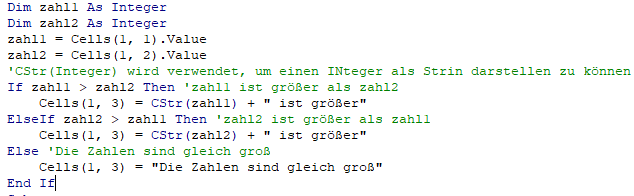 Dim zahl1 As Integer
Dim zahl2 As Integer
zahl1 = Cells(1, 1).Value
zahl2 = Cells(1, 2).Value
'CStr(Integer) wird verwendet, um einen INteger als Strin darstellen zu können
If zahl1 > zahl2 Then 'zahl1 ist größer als zahl2
    Cells(1, 3) = CStr(zahl1) + " ist größer"
ElseIf zahl2 > zahl1 Then 'zahl2 ist größer als zahl1
    Cells(1, 3) = CStr(zahl2) + " ist größer"
Else 'Die Zahlen sind gleich groß
    Cells(1, 3) = "Die Zahlen sind gleich groß"
End If